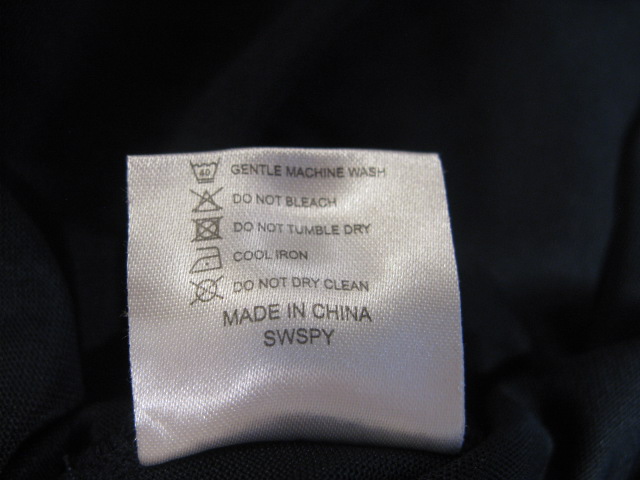 40 GENTLE MACHINE WASH
DO NOT BLEACH
DO NOT TUMBLE DRY
COOL IRON
DO NOT DRY CLEAN
MADE IN CHINA
SWSPY